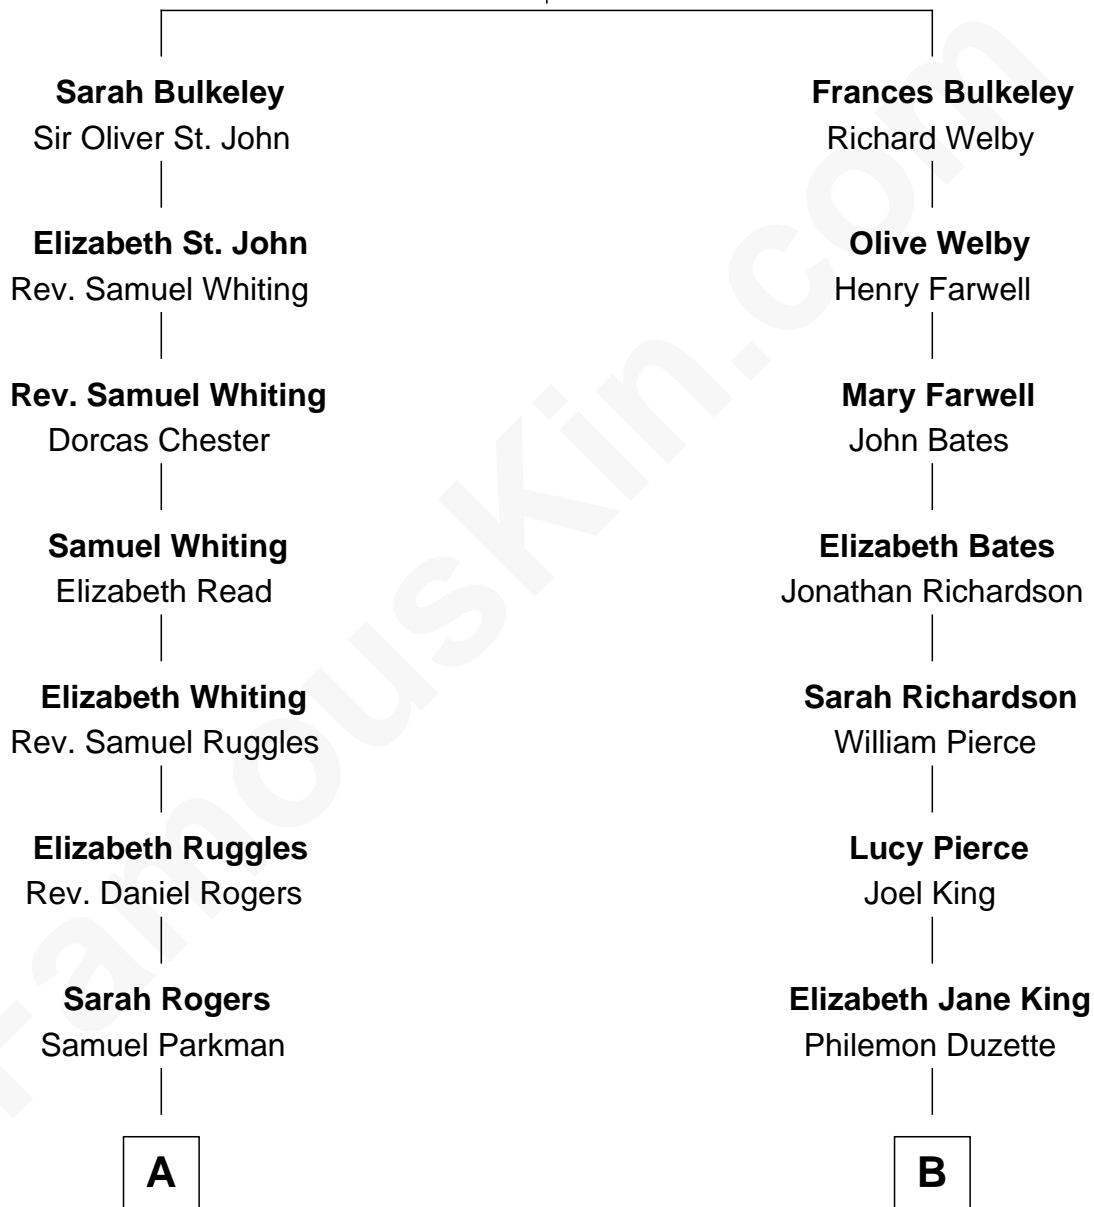 Sarah Bulkeley
Sir Oliver St. John
Frances Bulkeley
Richard Welby
Elizabeth St. John
Rev. Samuel Whiting
Olive Welby
Henry Farwell
Rev. Samuel Whiting
Dorcas Chester
Mary Farwell
John Bates
Samuel Whiting
Elizabeth Read
Elizabeth Bates
Jonathan Richardson
Elizabeth Whiting
Rev. Samuel Ruggles
Sarah Richardson
William Pierce
Elizabeth Ruggles
Rev. Daniel Rogers
Lucy Pierce
Joel King
Sarah Rogers
Samuel Parkman
Elizabeth Jane King
Philemon Duzette
A
B
FamousKin.com